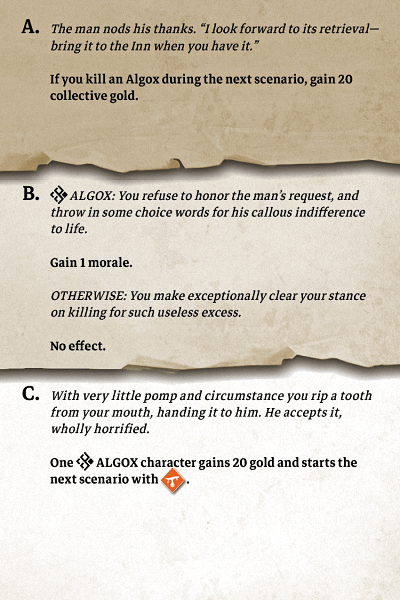 A. The man nods his thanks. “I look forward to its retrieval—
bring it to the Inn when you have it.”
If you kill an Algox during the next scenario, gain 20
collective gold.
B. ALGOX: You refuse to honor the man’s request, and
throw in some choice words for his callous indifference
to life.
Gain 1 morale.
OTHERWISE: You make exceptionally clear your stance
on killing for such useless excess.
No effect.
C. With very little pomp and circumstance you rip a tooth
from your mouth, handing it to him. He accepts it,
wholly horrified.
One ALGOX character gains 20 gold and starts the
next scenario with .